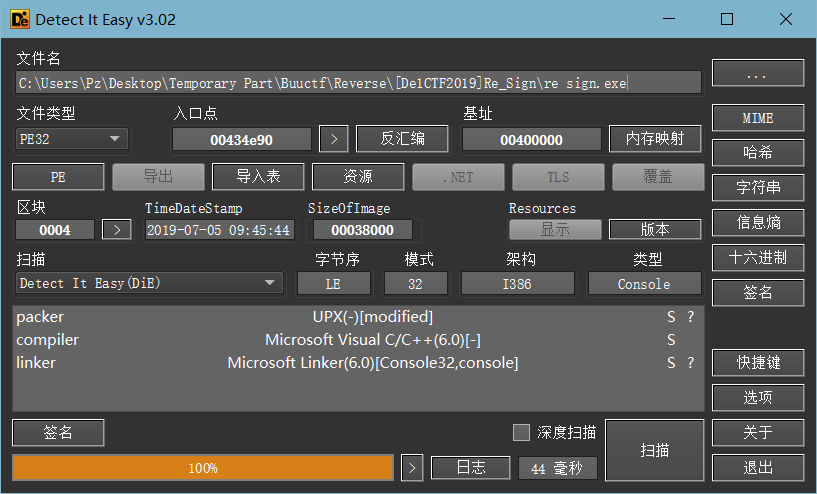 Detect It Easy v3.02
文件名
C:\Users\Pz\Desktop\Temporary Part\Buuctf\Reverse\[De1CTF2019]Re_Sign\re sign.exe
...
文件类型 入口点 基址
PE32 00434e90 > 反汇编 00400000 内存映射 MIME
哈希
PE 导出 导入表 资源 .NET TLS 覆盖
字符串
区块 TimeDateStamp SizeOfImage Resources
0004 > 2019-07-05 09:45:44 00038000 显示 版本 信息熵
扫描 字节序 模式 架构 类型 十六进制
Detect It Easy(DiE) LE 32 I386 Console 签名
packer UPX(-)[modified] S ?
compiler Microsoft Visual C/C++(6.0)[-] S
linker Microsoft Linker(6.0)[Console32,console] S ? 快捷键
选项
签名 深度扫描 扫描 关于
100% > 日志 44 毫秒 退出